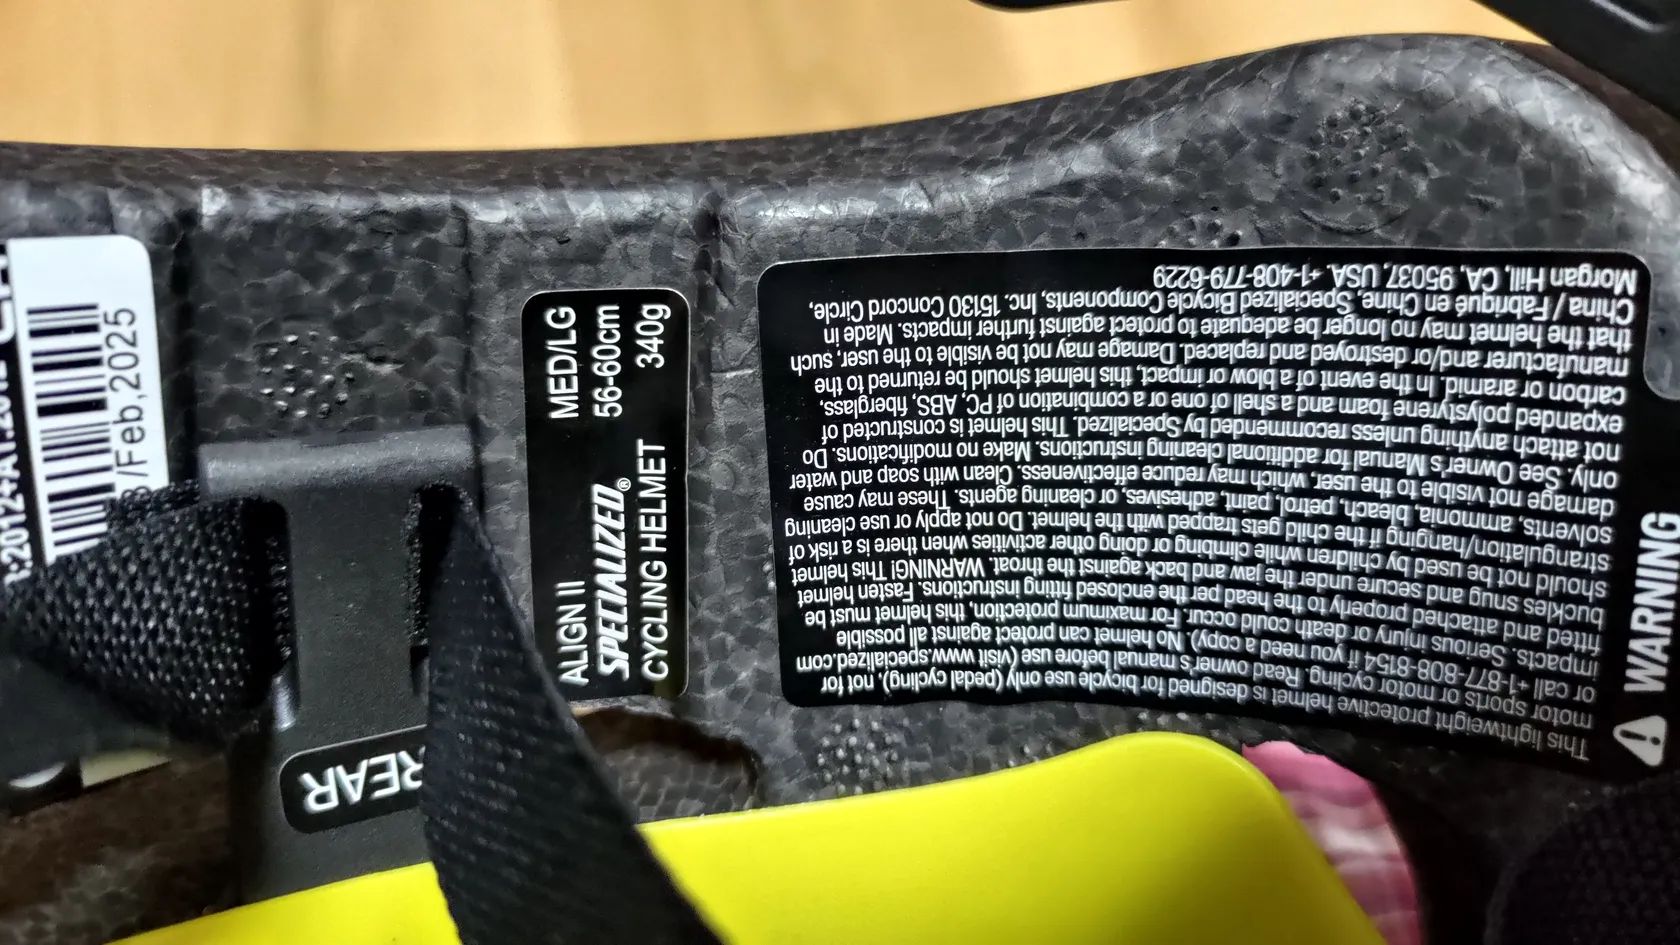 WARNING
This lightweight protective helmet is designed for bicycle use only (pedal cycling), not for
motor sports or motor cycling. Read owner's manual before use (visit www.specialized.com
or call +1-877-808-8154 if you need a copy). No helmet can protect against all possible
impacts. Serious injury or death could occur. For maximum protection, this helmet must be
fitted and attached properly to the head per the enclosed fitting instructions. Fasten helmet
buckles snug and secure under the jaw and back against the throat. WARNING! This helmet
should not be used by children while climbing or doing other activities when there is a risk of
strangulation/hanging if the child gets trapped with the helmet. Do not apply or use cleaning
solvents, ammonia, bleach, petrol, paint, adhesives, or cleaning agents. These may cause
damage not visible to the user, which may reduce effectiveness. Clean with soap and water
only. See Owner's Manual for additional cleaning instructions. Make no modifications. Do
not attach anything unless recommended by Specialized. This helmet is constructed of
expanded polystyrene foam and a shell of one or a combination of PC, ABS, fiberglass,
carbon or aramid. In the event of a blow or impact, this helmet should be returned to the
manufacturer and/or destroyed and replaced. Damage may not be visible to the user, such
that the helmet may no longer be adequate to protect against further impacts. Made in
China / Fabriqué en Chine, Specialized Bicycle Components, Inc. 15130 Concord Circle,
Morgan Hill, CA, 95037, USA. +1-408-779-6229
ALIGN II MED/LG
SPECIALIZED® 56-60cm
CYCLING HELMET 340g
REAR
/Feb,2025